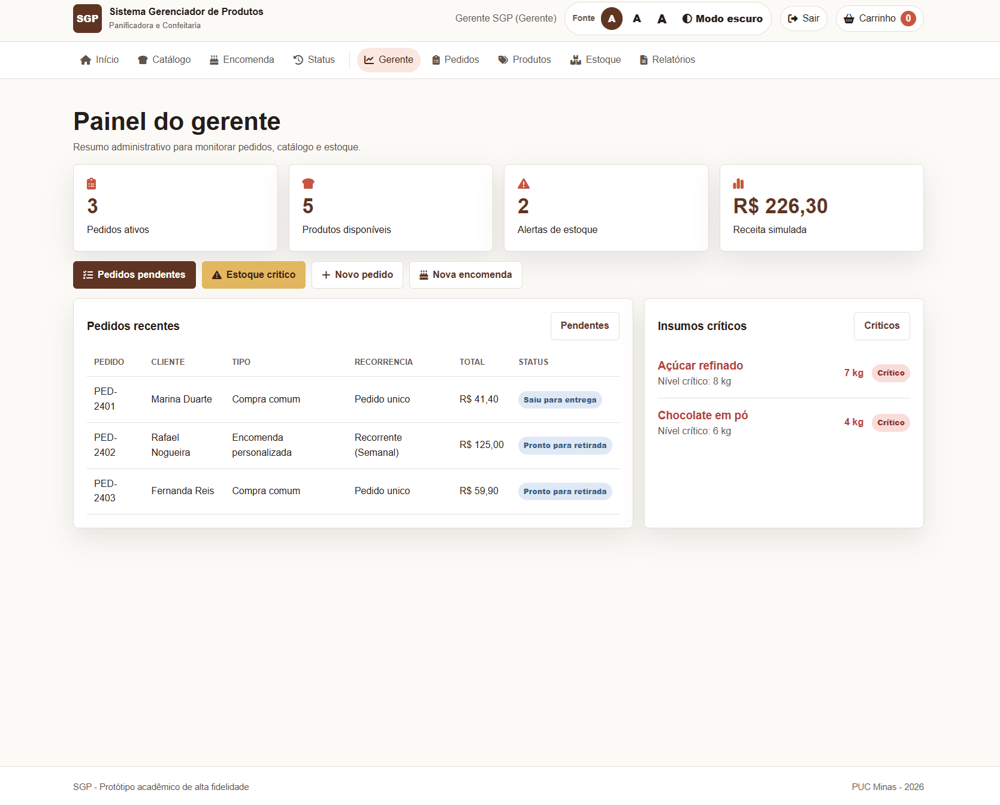 SGP
Sistema Gerenciador de Produtos
Panificadora e Confeitaria
Gerente SGP (Gerente)
Fonte A A A Modo escuro
Sair
Carrinho 0
Início Catálogo Encomenda Status Gerente Pedidos Produtos Estoque Relatórios
Painel do gerente
Resumo administrativo para monitorar pedidos, catálogo e estoque.
3
Pedidos ativos
5
Produtos disponíveis
2
Alertas de estoque
R$ 226,30
Receita simulada
Pedidos pendentes Estoque crítico Novo pedido Nova encomenda
Pedidos recentes Pendentes
PEDIDO CLIENTE TIPO RECORRENCIA TOTAL STATUS
PED-
2401
Marina Duarte
Compra comum
Pedido unico
R$ 41,40
Saiu para entrega
PED-
2402
Rafael
Nogueira
Encomenda
personalizada
Recorrente
(Semanal)
R$ 125,00
Pronto para retirada
PED-
2403
Fernanda Reis
Compra comum
Pedido unico
R$ 59,90
Pronto para retirada
Insumos críticos Críticos
Açúcar refinado
Nível crítico: 8 kg
7 kg Crítico
Chocolate em pó
Nível crítico: 6 kg
4 kg Crítico
SGP - Protótipo acadêmico de alta fidelidade
PUC Minas - 2026